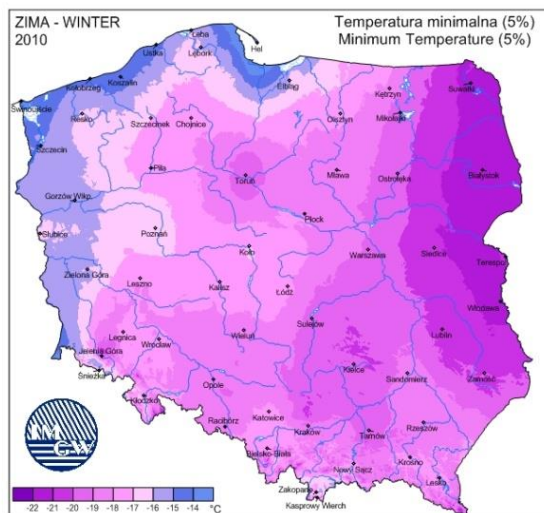 ZIMA - WINTER
2010
Temperatura minimalna (5%)
Minimum Temperature (5%)
Łeba
Ustka
Lębork
Hel
Koszalin
Kołobrzeg
Elbląg
Kętrzyn
Suwałki
Świnoujście
Resko
Szczecinek
Chojnice
Olsztyn
Mikołajki
Szczecin
Piła
Toruń
Mława
Ostrołęka
Białystok
Gorzów Wlkp.
Płock
Słubice
Poznań
Koło
Warszawa
Siedlce
Terespol
Zielona Góra
Leszno
Kalisz
Łódź
Włodawa
Sulejów
Legnica
Wrocław
Wieluń
Lublin
Jelenia Góra
Śnieżka
Kielce
Sandomierz
Zamość
Kłodzko
Opole
Racibórz
Katowice
Kraków
Tarnów
Rzeszów
Bielsko-Biała
Nowy Sącz
Krosno
Lesko
Zakopane
Kasprowy Wierch
IMGW
-22 -21 -20 -19 -18 -17 -16 -15 -14 °C